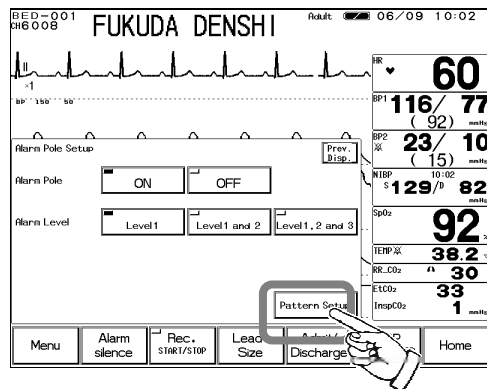 BED-001
CH6008
FUKUDA DENSHI
Adult
06/09 10:02
II
×1
BP 150 50
HR
60
BP1
116/ 77
( 92) mmHg
BP2
23/ 10
( 15) mmHg
NIBP 10:02
S 129/D 82
mmHg
SpO₂
92
TEMP
38.2
RR_CO₂
30
EtCO₂
33
InspCO₂
1 mmHg
Alarm Pole Setup
Prev.
Disp.
Alarm Pole
ON
OFF
Alarm Level
Level1
Level1 and 2
Level1,2 and 3
Pattern Setup
Menu
Alarm
silence
Rec.
START/STOP
Lead
Size
Discharge
Home